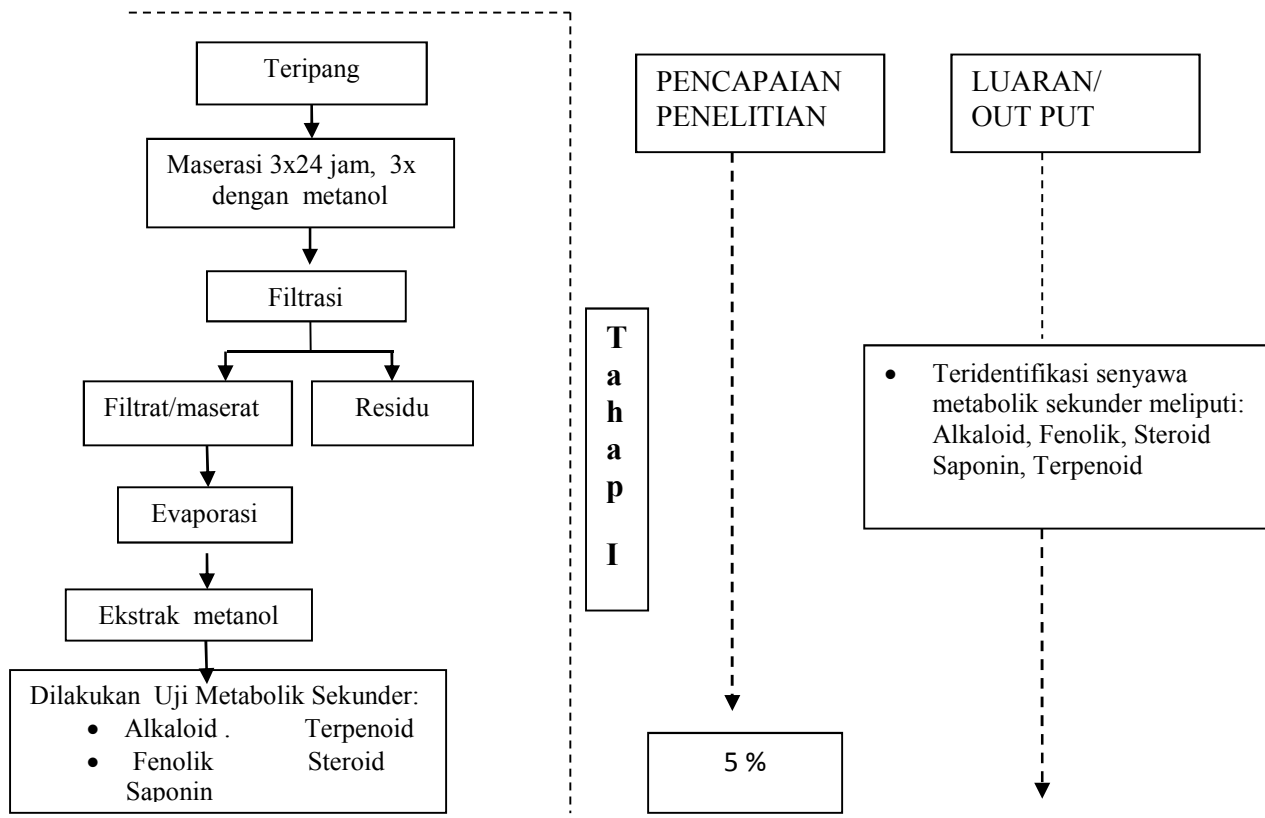 Teripang
Maserasi 3x24 jam, 3x
dengan metanol
Filtrasi
Filtrat/maserat
Residu
Evaporasi
Ekstrak metanol
Dilakukan Uji Metabolik Sekunder:
• Alkaloid . Terpenoid
• Fenolik Steroid
Saponin
T
a
h
a
p
I
PENCAPAIAN
PENELITIAN
5 %
LUARAN/
OUT PUT
• Teridentifikasi senyawa
metabolik sekunder meliputi:
Alkaloid, Fenolik, Steroid
Saponin, Terpenoid